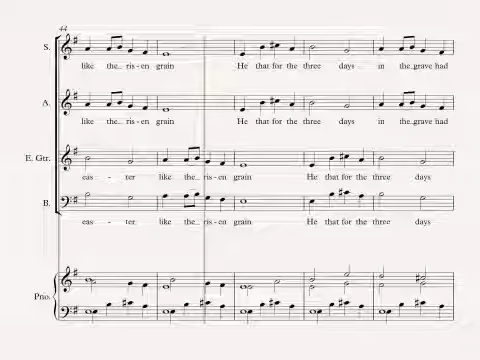 44
S.
like the ris - en grain He that for the three days in the grave had
A.
like the ris - en grain He that for the three days in the grave had
E. Gtr.
eas - ter like the ris - en grain He that for the three days
B.
eas - ter like the ris - en grain He that for the three days
Pno.